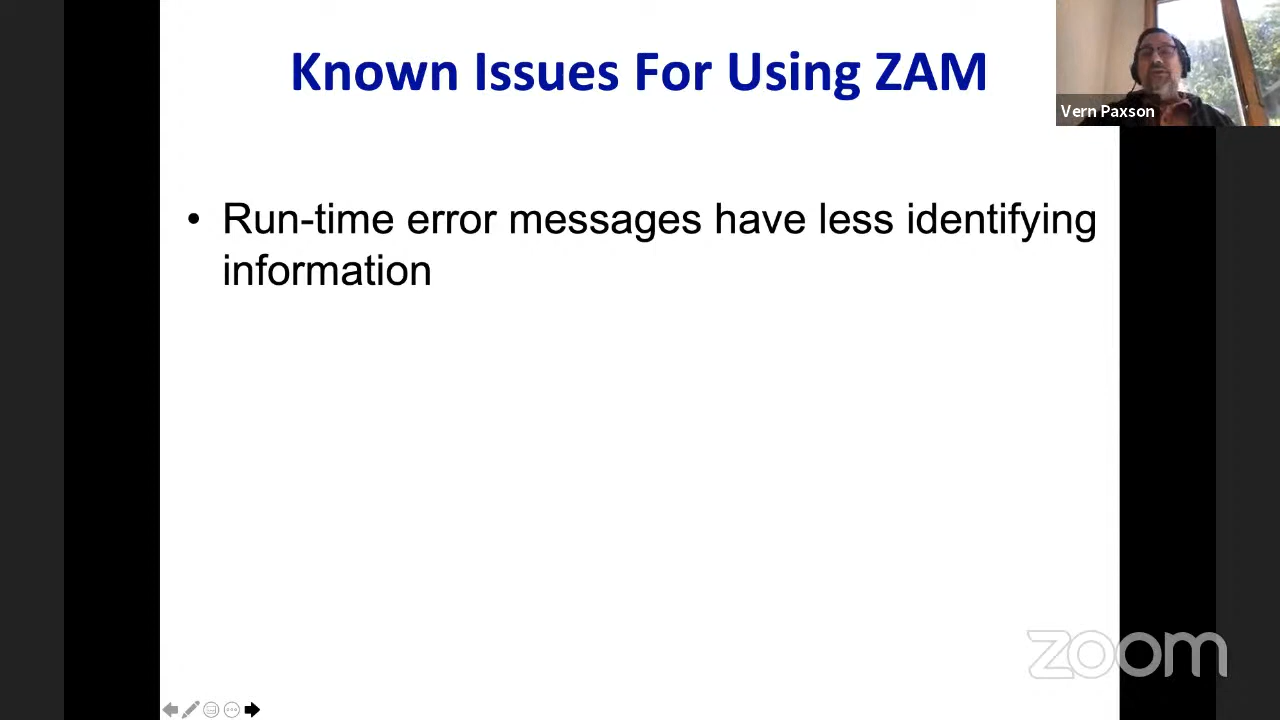 Known Issues For Using ZAM
Vern Paxson
• Run-time error messages have less identifying
information
zoom